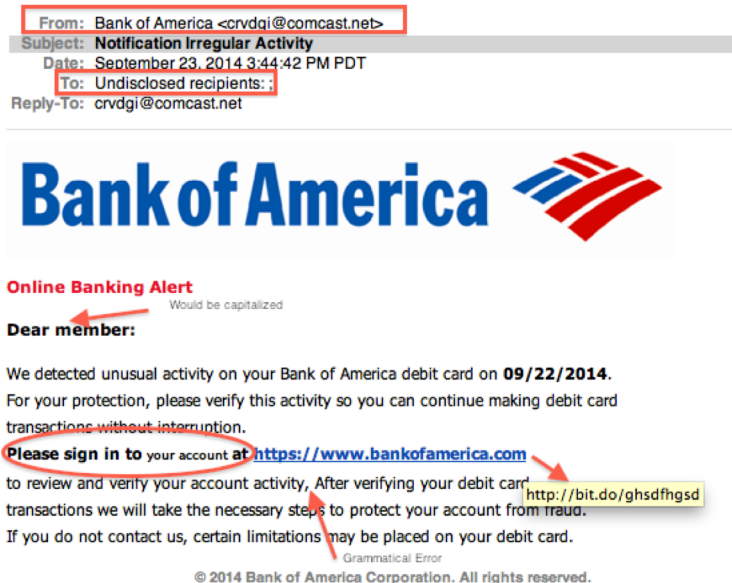 From: Bank of America <crvdgi@comcast.net>
Subject: Notification Irregular Activity
Date: September 23, 2014 3:44:42 PM PDT
To: Undisclosed recipients: ;
Reply-To: crvdgi@comcast.net
Bank of America
Online Banking Alert
Would be capitalized
Dear member:
We detected unusual activity on your Bank of America debit card on 09/22/2014.
For your protection, please verify this activity so you can continue making debit card
transactions without interruption.
Please sign in to your account at https://www.bankofamerica.com
to review and verify your account activity, After verifying your debit card
http://bit.do/ghsdfhgsd
transactions we will take the necessary steps to protect your account from fraud.
If you do not contact us, certain limitations may be placed on your debit card.
Grammatical Error
© 2014 Bank of America Corporation. All rights reserved.